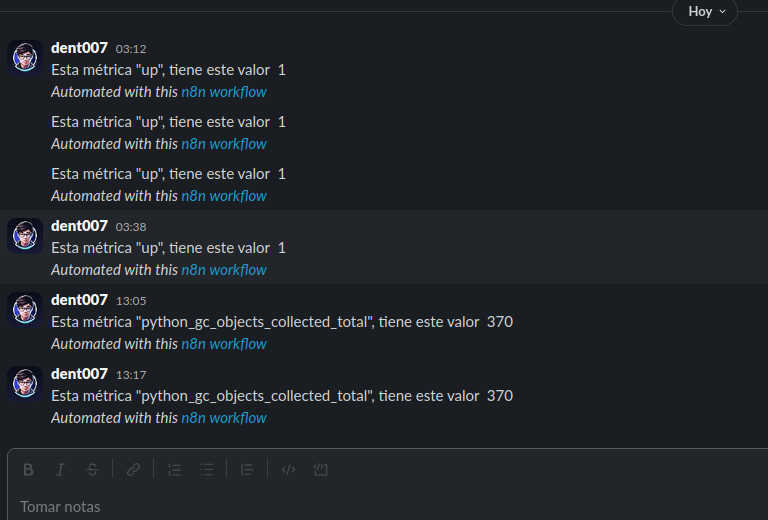 Hoy
dent007 03:12
Esta métrica "up", tiene este valor  1
Automated with this n8n workflow
Esta métrica "up", tiene este valor  1
Automated with this n8n workflow
Esta métrica "up", tiene este valor  1
Automated with this n8n workflow
dent007 03:38
Esta métrica "up", tiene este valor  1
Automated with this n8n workflow
dent007 13:05
Esta métrica "python_gc_objects_collected_total", tiene este valor  370
Automated with this n8n workflow
dent007 13:17
Esta métrica "python_gc_objects_collected_total", tiene este valor  370
Automated with this n8n workflow
B I S
Tomar notas